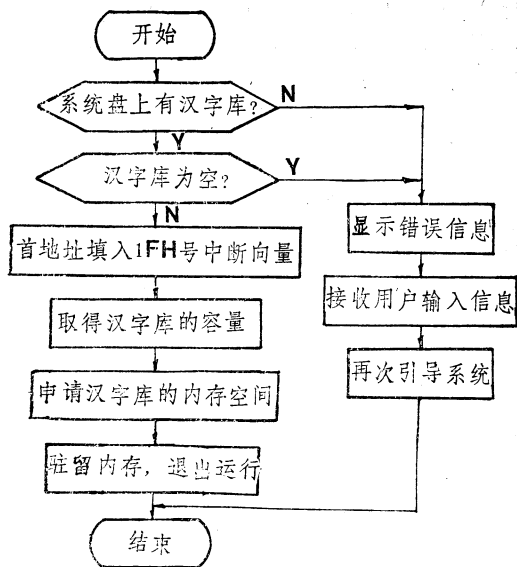 开始
系统盘上有汉字库?
N
Y
汉字库为空?
Y
N
首地址填入1FH号中断向量
取得汉字库的容量
申请汉字库的内存空间
驻留内存，退出运行
显示错误信息
接收用户输入信息
再次引导系统
结束